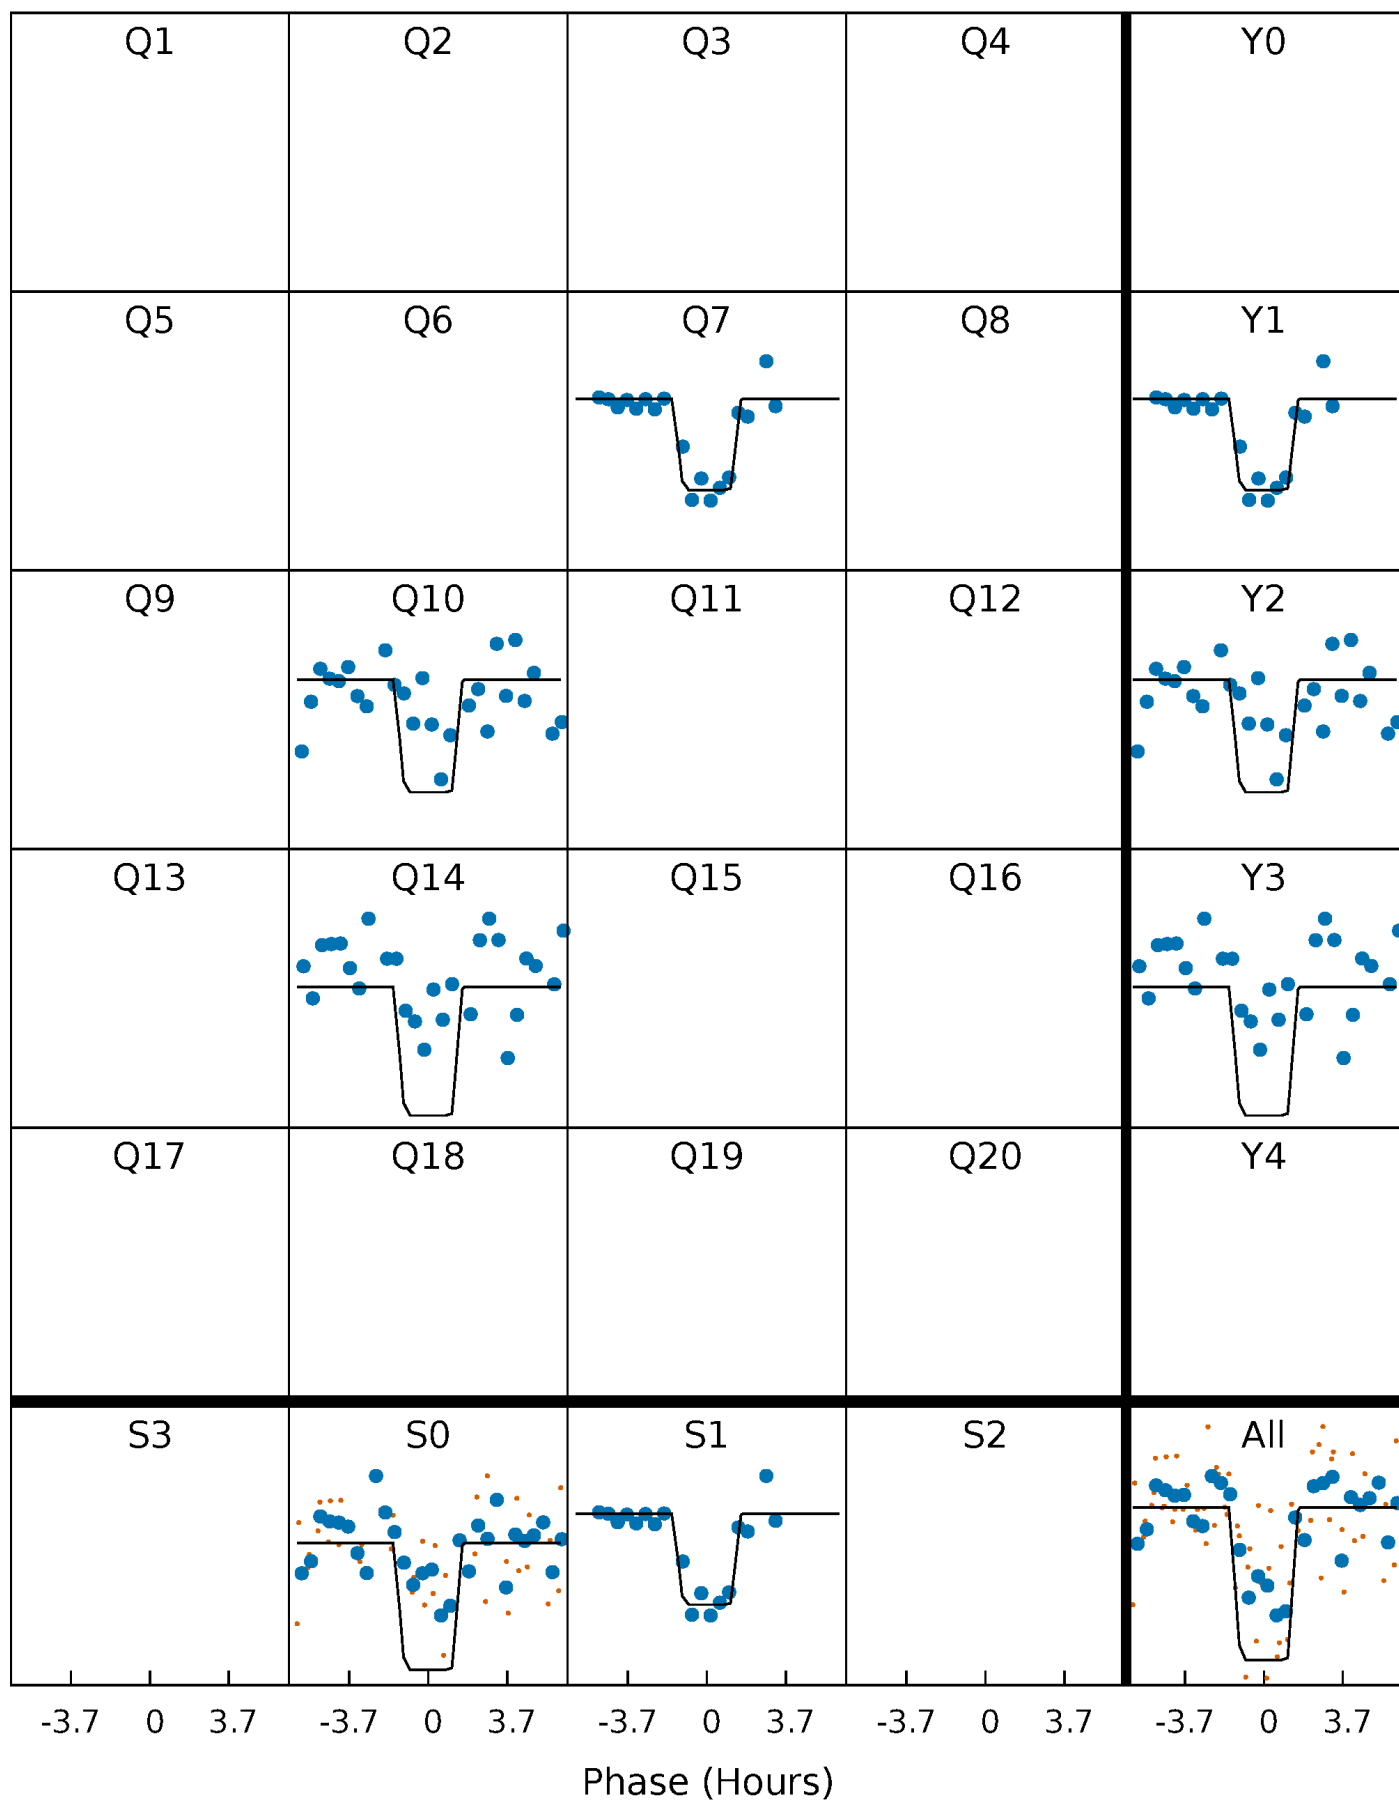 Q1 Q2 Q3 Q4 Y0
Q5 Q6 Q7 Q8 Y1
Q9 Q10 Q11 Q12 Y2
Q13 Q14 Q15 Q16 Y3
Q17 Q18 Q19 Q20 Y4
S3 S0 S1 S2 All
-3.7 0 3.7 -3.7 0 3.7 -3.7 0 3.7 -3.7 0 3.7 -3.7 0 3.7
Phase (Hours)